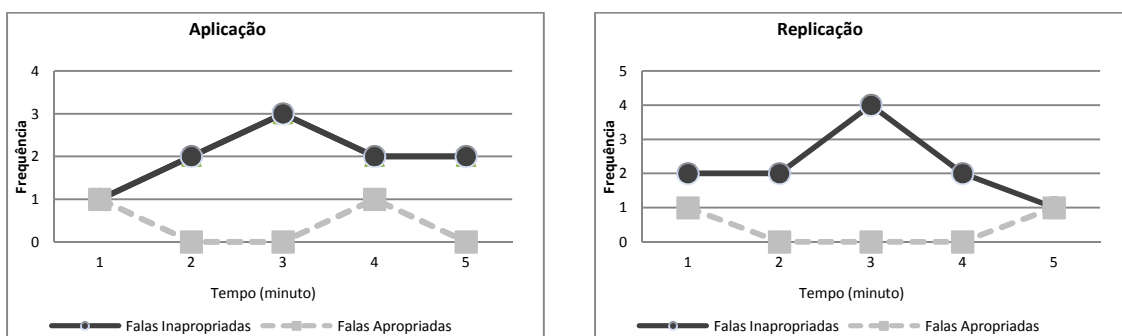 Aplicação
4
3
2
1
0
Frequência
1 2 3 4 5
Tempo (minuto)
Falas Inapropriadas Falas Apropriadas
Replicação
5
4
3
2
1
0
Frequência
1 2 3 4 5
Tempo (minuto)
Falas Inapropriadas Falas Apropriadas